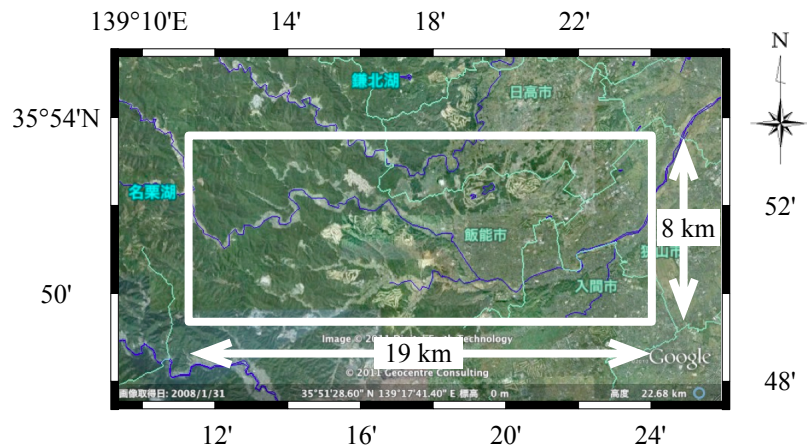 139°10'E 14' 18' 22'
N
35°54'N
鎌北湖
日高市
名栗湖
52'
飯能市
8 km
狭山市
入間市
50'
Image © 2011 Technology
19 km
Google
© 2011 Geocentre Consulting
画像取得日: 2008/1/31 35°51'28.60" N 139°17'41.40" E 標高 0 m 高度 22.68 km
48'
12' 16' 20' 24'